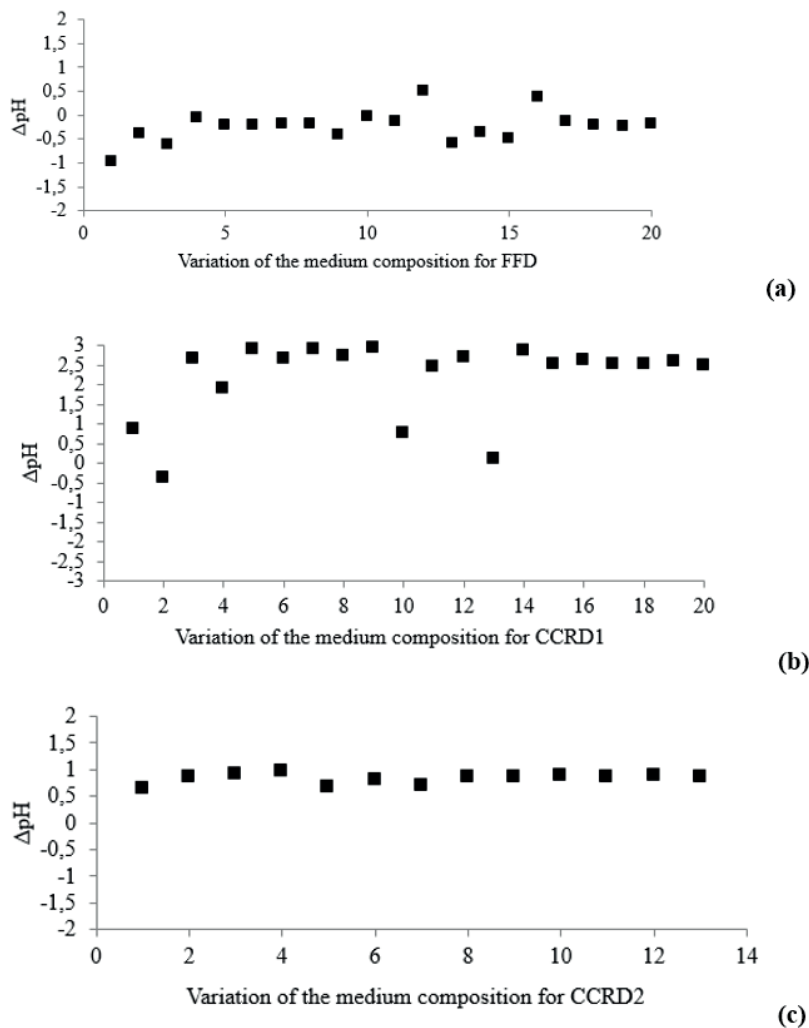 2
1,5
1
0,5
0
-0,5
-1
-1,5
-2
ΔpH
0 5 10 15 20
Variation of the medium composition for FFD
(a)
3
2,5
2
1,5
1
0,5
0
-0,5
-1
-1,5
-2
-2,5
-3
ΔpH
0 2 4 6 8 10 12 14 16 18 20
Variation of the medium composition for CCRD1
(b)
2
1,5
1
0,5
0
-0,5
-1
-1,5
-2
ΔpH
0 2 4 6 8 10 12 14
Variation of the medium composition for CCRD2
(c)